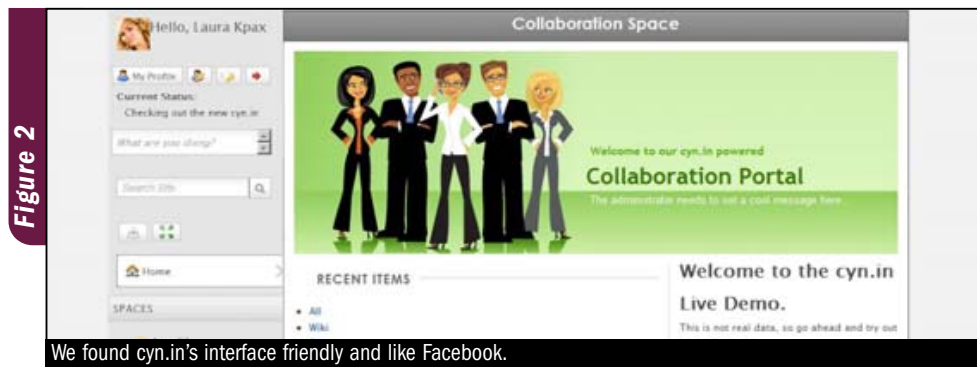 Figure 2
Hello, Laura Kpax
My Profile
Current Status:
Checking out the new cyn.in
What are you doing?
Search Site
Home
SPACES
Collaboration Space
Welcome to our cyn.in powered
Collaboration Portal
The administrator needs to set a cool message here...
RECENT ITEMS
All
Wiki
Welcome to the cyn.in
Live Demo.
This is not real data, so go ahead and try out
We found cyn.in's interface friendly and like Facebook.